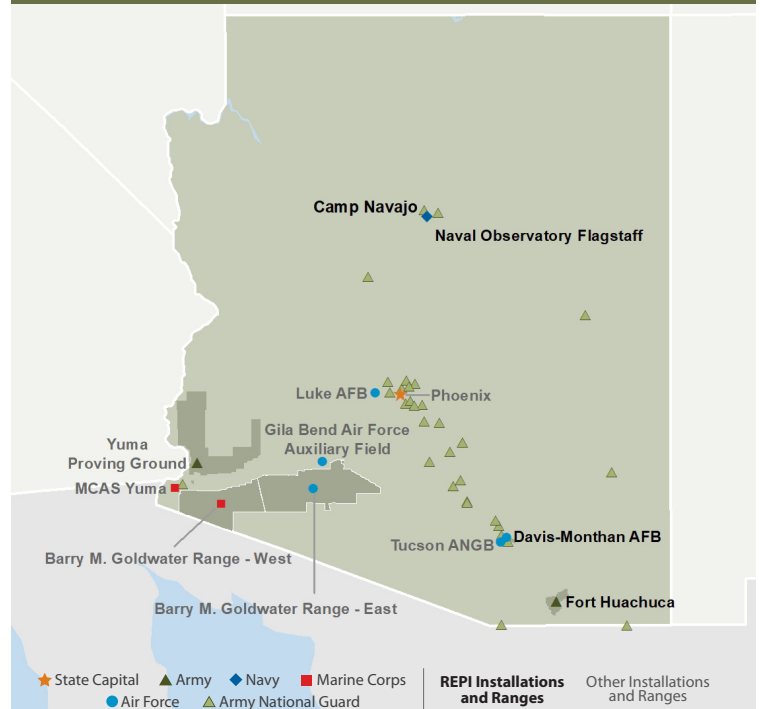 Camp Navajo
Naval Observatory Flagstaff
Luke AFB
Phoenix
Gila Bend Air Force
Auxiliary Field
Yuma
Proving Ground
MCAS Yuma
Barry M. Goldwater Range - West
Tucson ANGB
Davis-Monthan AFB
Barry M. Goldwater Range - East
Fort Huachuca
State Capital
Army
Navy
Marine Corps
Air Force
Army National Guard
REPI Installations
and Ranges
Other Installations
and Ranges